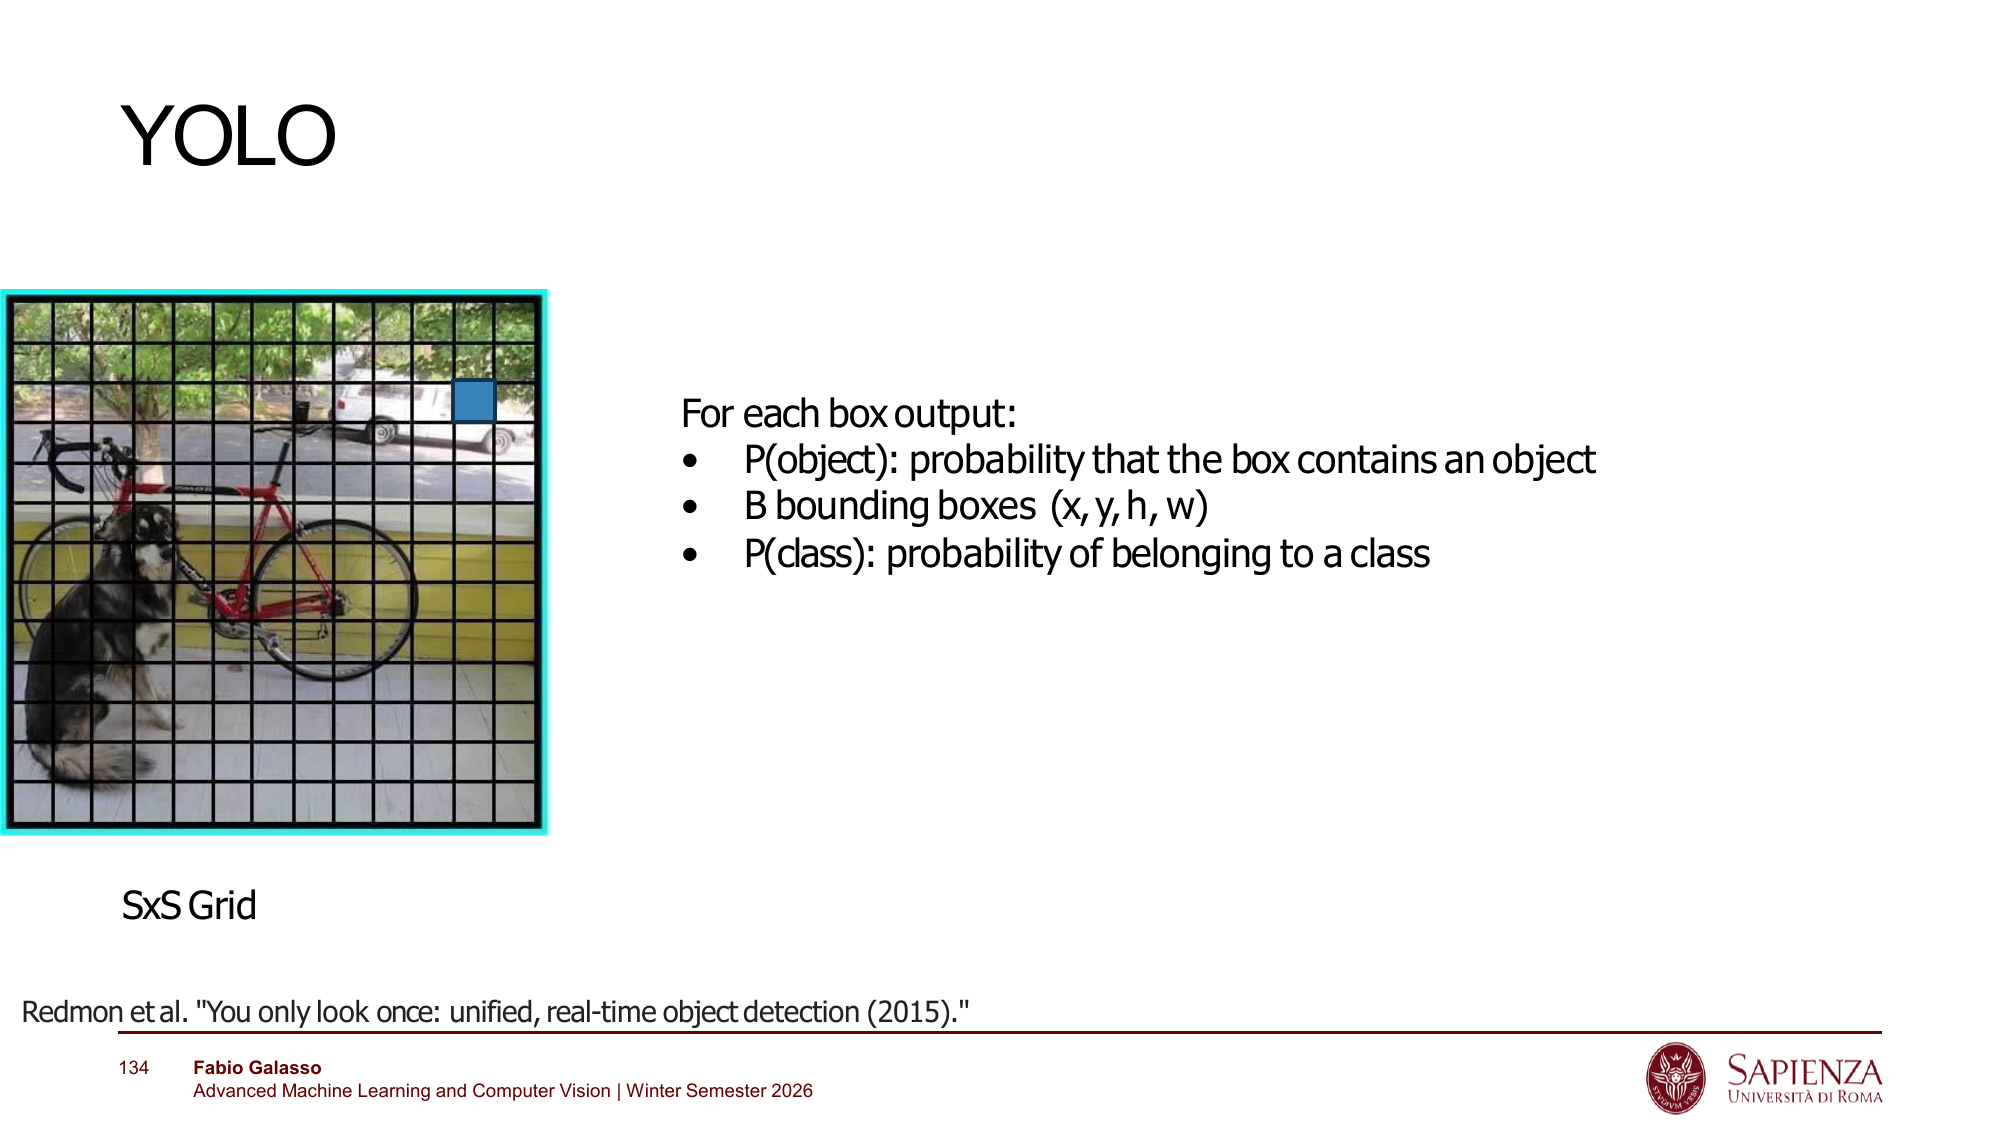 YOLO
For each box output:
• P(object): probability that the box contains an object
• B bounding boxes (x, y, h, w)
• P(class): probability of belonging to a class
SxS Grid
Redmon et al. "You only look once: unified, real-time object detection (2015)."
134 Fabio Galasso
Advanced Machine Learning and Computer Vision | Winter Semester 2026
SAPIENZA
UNIVERSITÀ DI ROMA